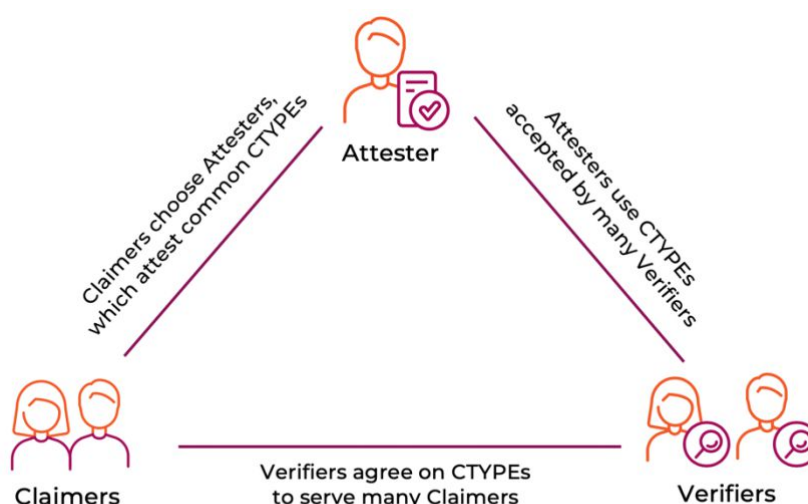 Attester
Claimers choose Attesters,
which attest common CTYPEs
Attesters use CTYPEs
accepted by many Verifiers
Claimers
Verifiers agree on CTYPEs
to serve many Claimers
Verifiers